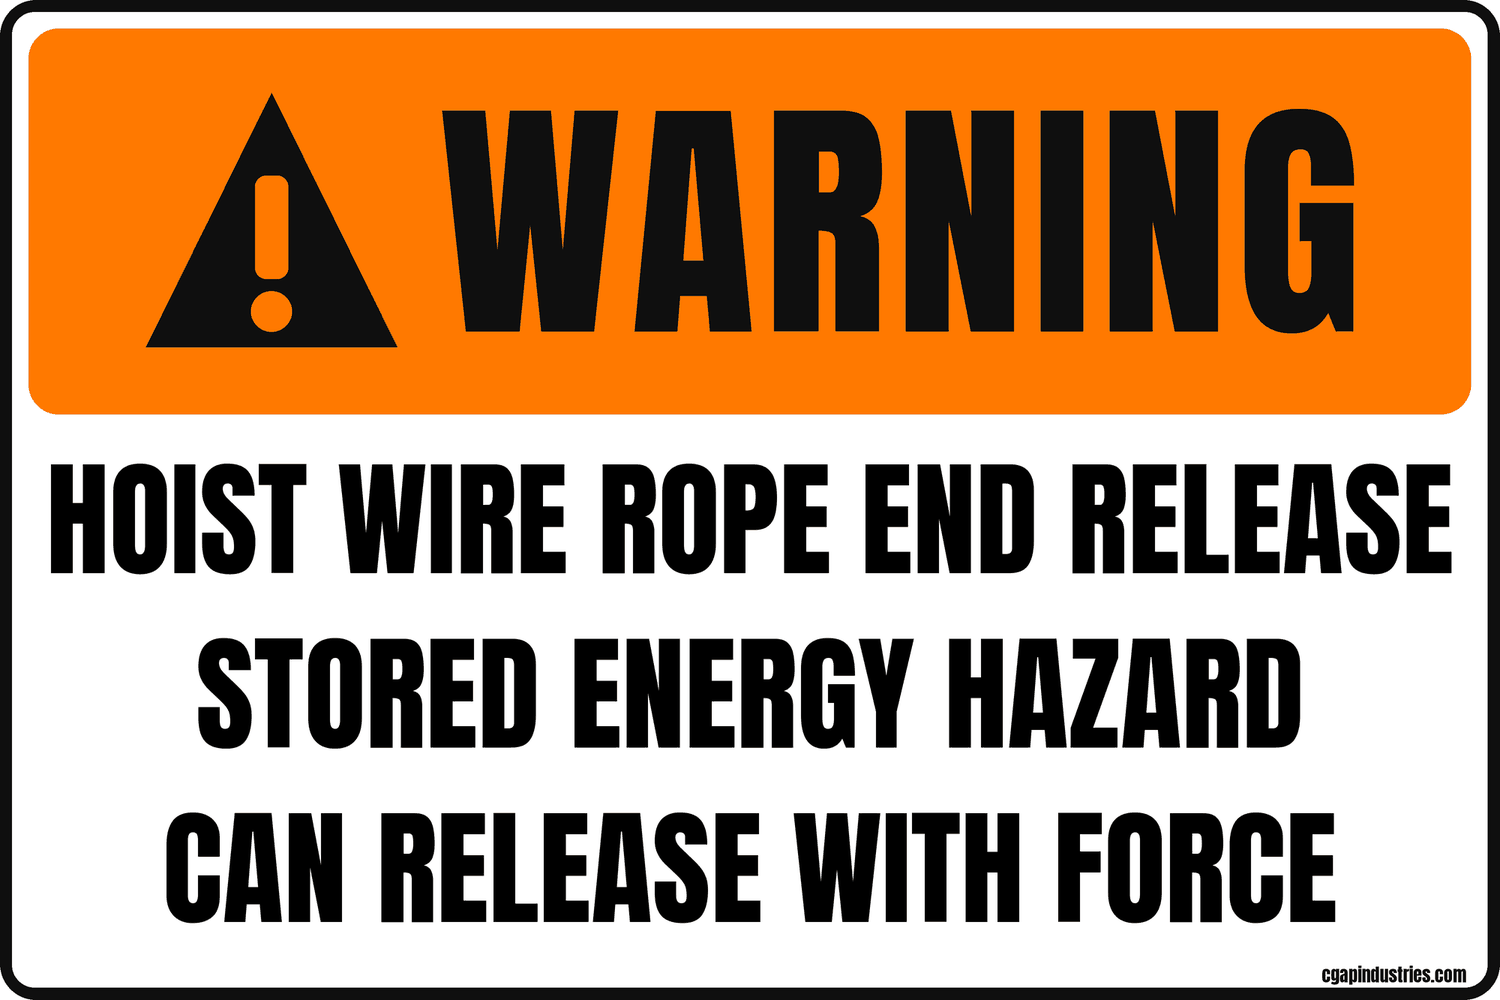 WARNING
HOIST WIRE ROPE END RELEASE
STORED ENERGY HAZARD
CAN RELEASE WITH FORCE
cgapindustries.com